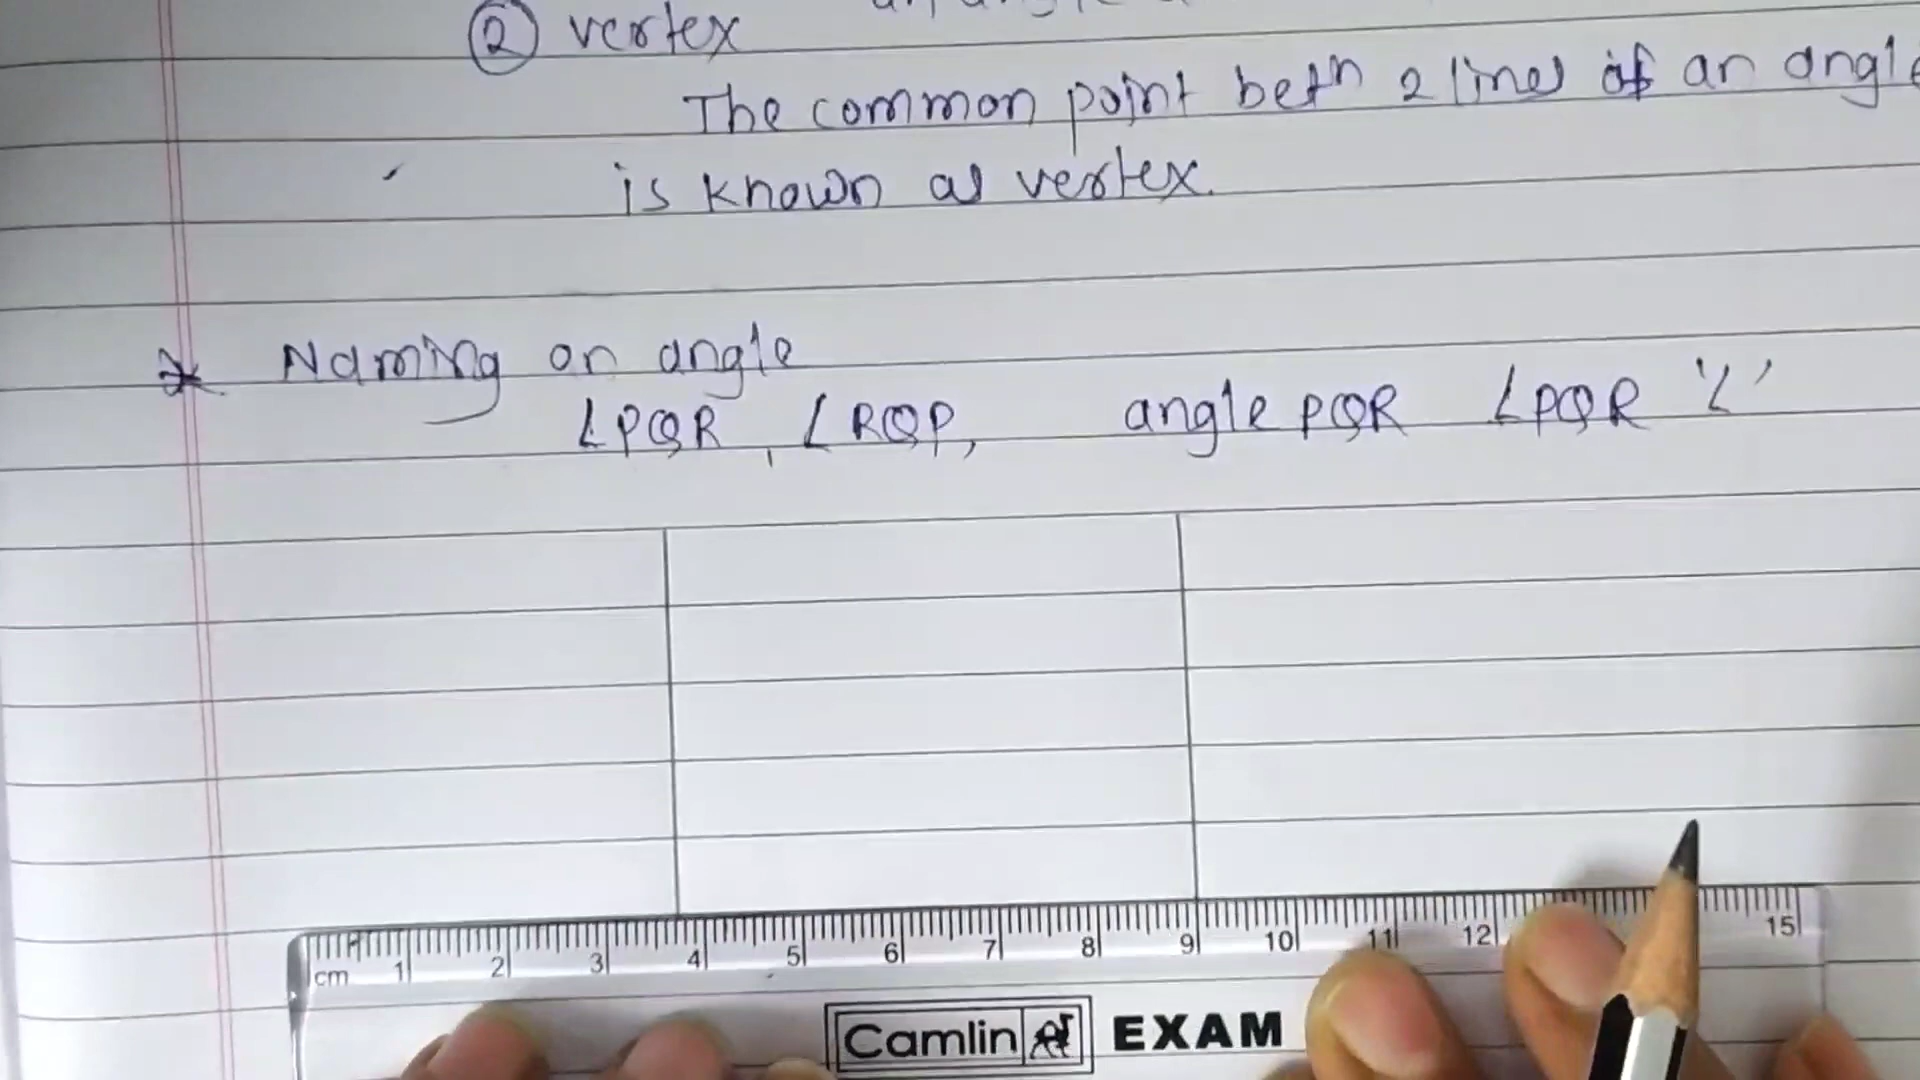 ② vertex
The common point betn 2 lines of an angle
is known as vertex.
* Naming an angle
∠PQR, ∠RQP, angle PQR ∠PQR '∠'
cm 1 2 3 4 5 6 7 8 9 10 11 12 15
Camlin EXAM